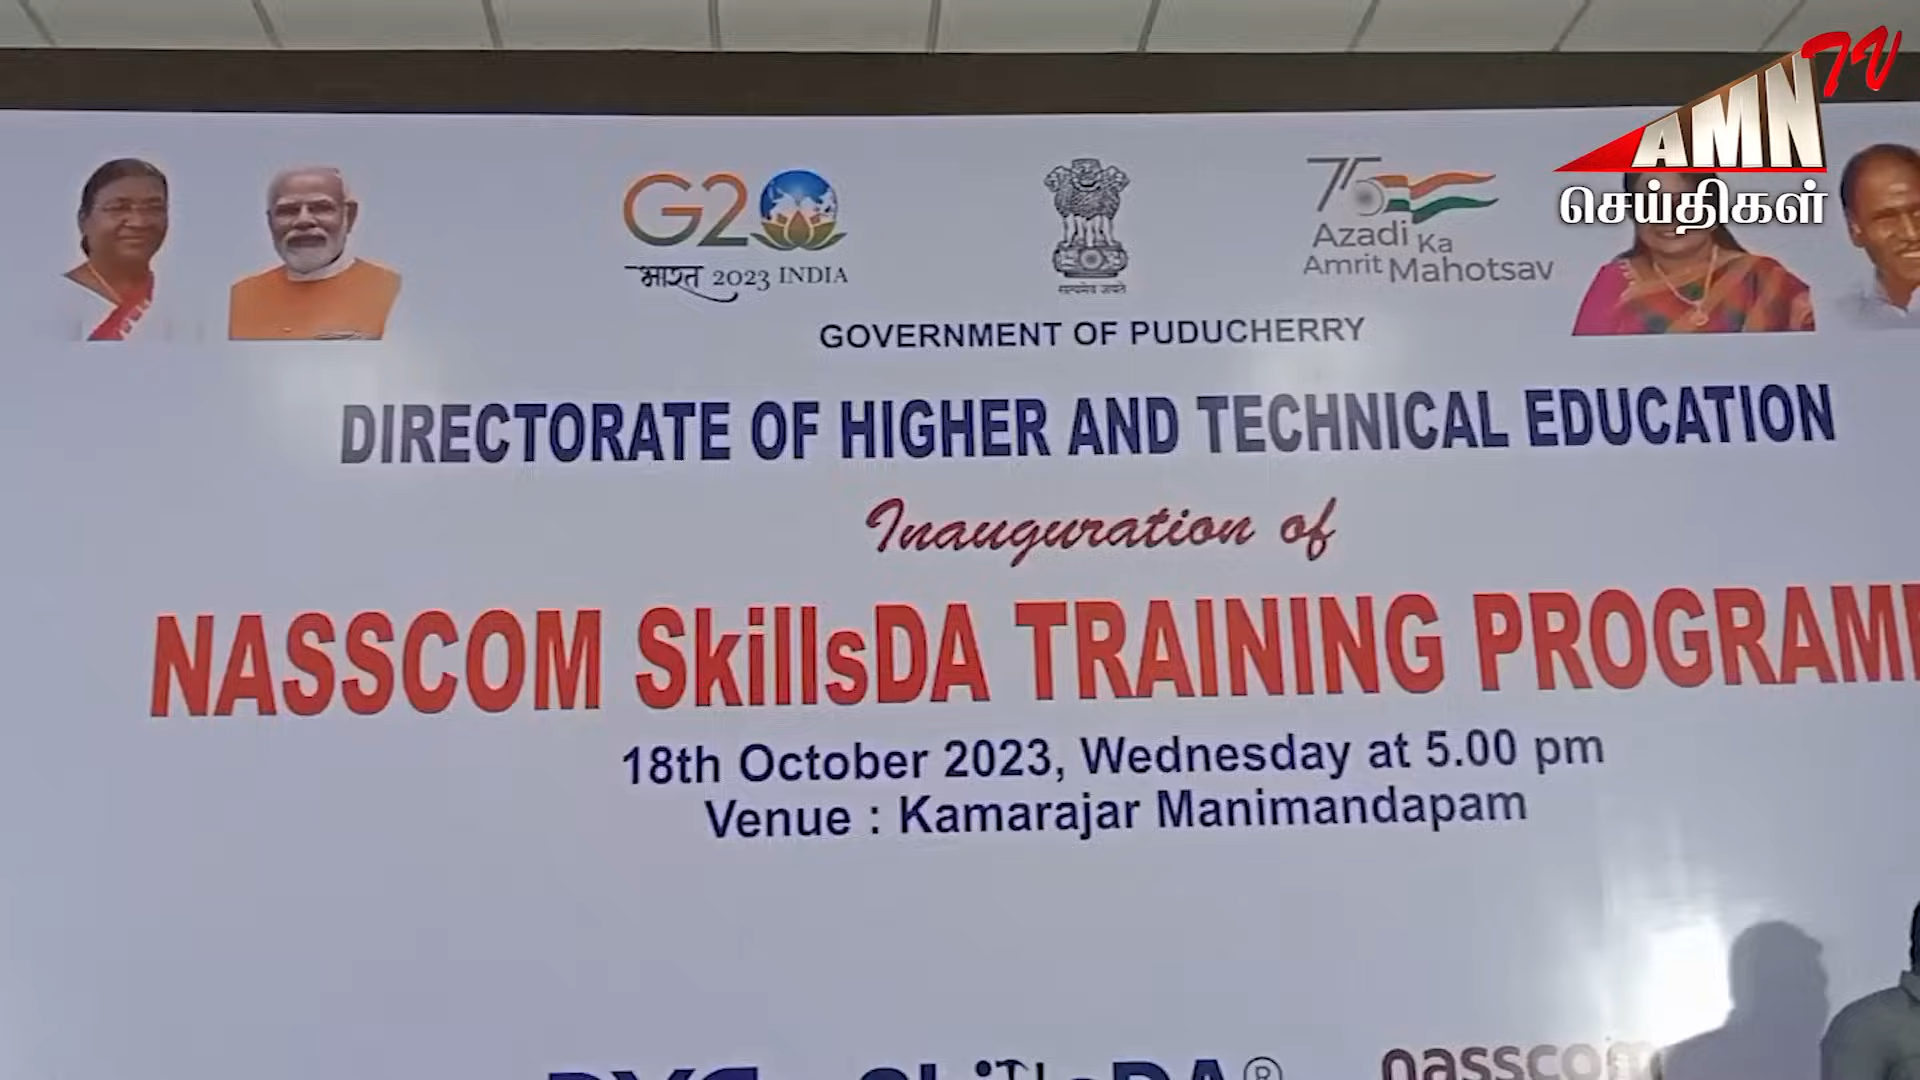 AMN TV
செய்திகள்
G20
भारत 2023 INDIA
सत्यमेव जयते
75
Azadi Ka
Amrit Mahotsav
GOVERNMENT OF PUDUCHERRY
DIRECTORATE OF HIGHER AND TECHNICAL EDUCATION
Inauguration of
NASSCOM SkillsDA TRAINING PROGRAM
18th October 2023, Wednesday at 5.00 pm
Venue : Kamarajar Manimandapam
SkillsDA®
nasscom